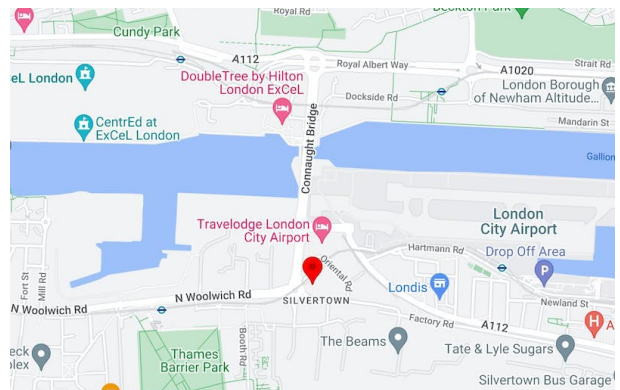 Royal Rd
Beckton Park
Cundy Park
A112
Royal Albert Way
A1020
Strait Rd
eL London
DoubleTree by Hilton
London ExCeL
Dockside Rd
London Borough
of Newham Altitude...
CentrEd at
ExCeL London
Mandarin St
Connaught Bridge
Gallion
Travelodge London
City Airport
London
City Airport
Hartmann Rd
Drop Off Area
P
Oriental Rd
Fort St
Mill Rd
Londis
N Woolwich Rd
SILVERTOWN
Newland St
N Woolwich Rd
Factory Rd
A112
H
A
The Beams
Tate & Lyle Sugars
eck
plex
Thames
Barrier Park
Booth Rd
Silvertown Bus Garage